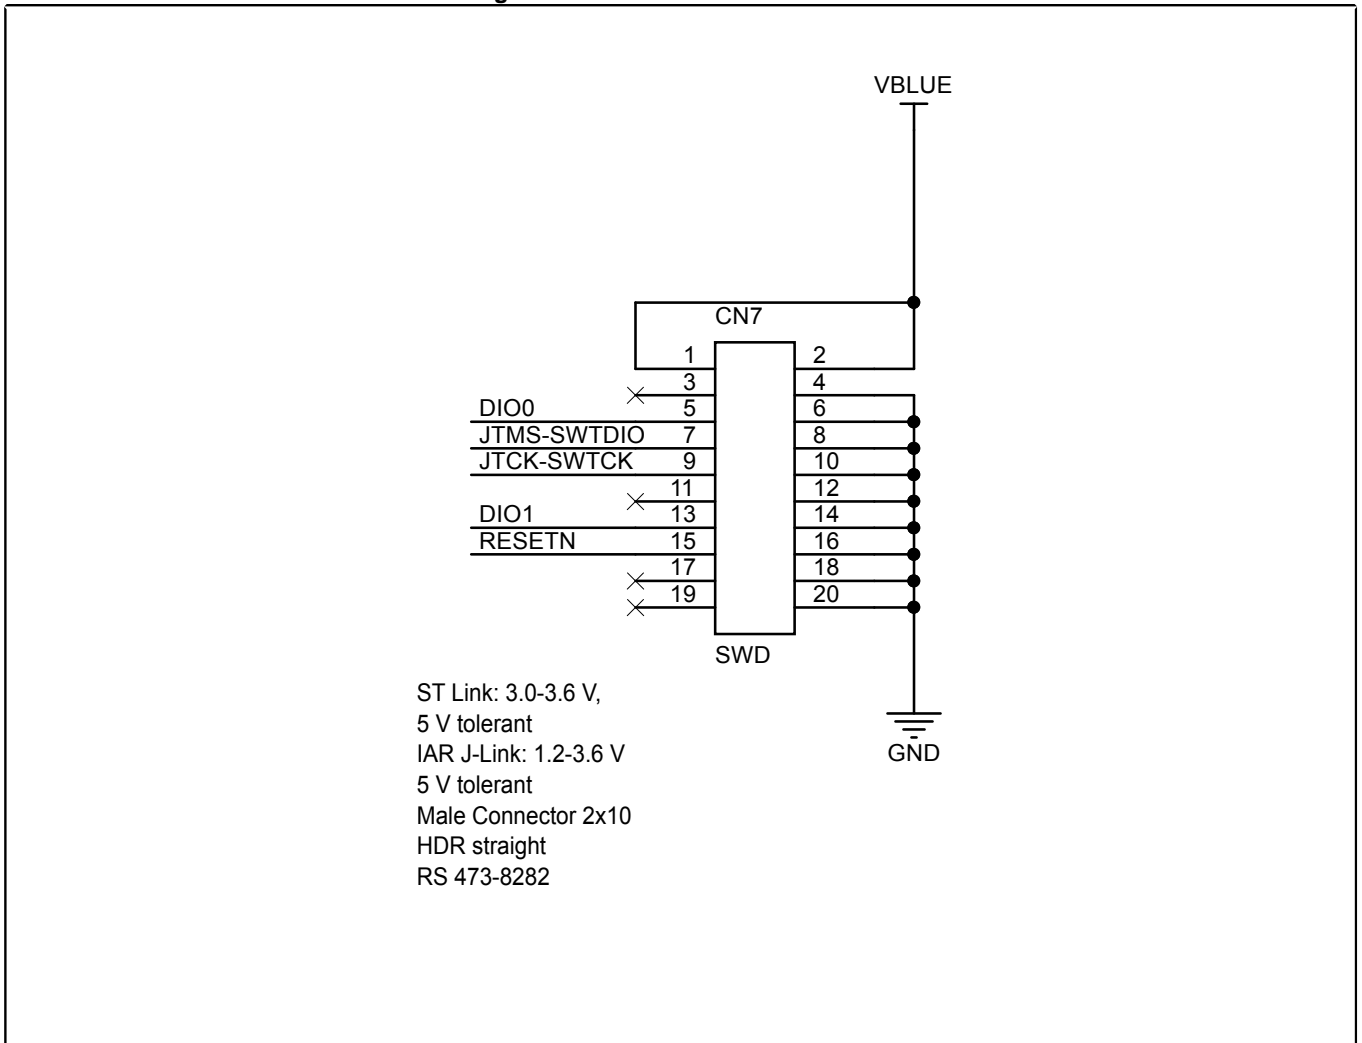 VBLUE
CN7
1 2
3 4
DIO0 5 6
JTMS-SWTDIO 7 8
JTCK-SWTCK 9 10
11 12
DIO1 13 14
RESETN 15 16
17 18
19 20
SWD
ST Link: 3.0-3.6 V,
5 V tolerant
IAR J-Link: 1.2-3.6 V
5 V tolerant
Male Connector 2x10
HDR straight
RS 473-8282
GND